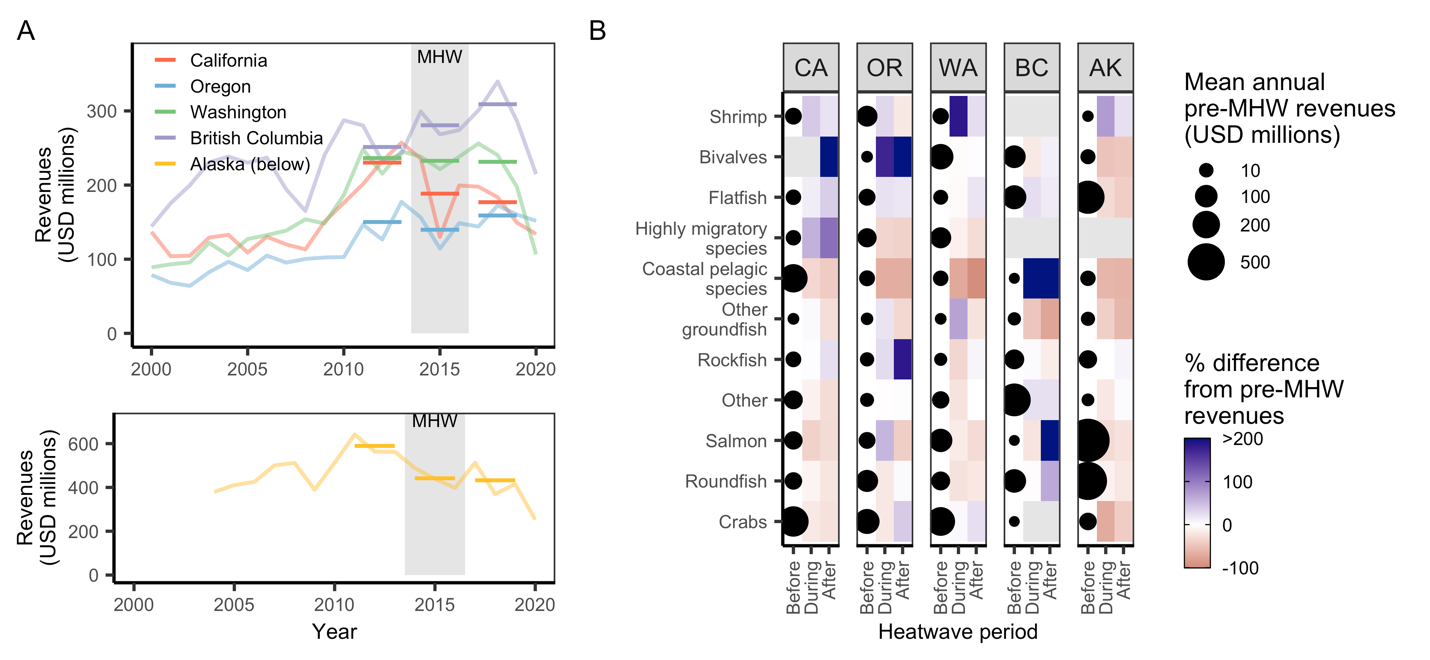 A
Revenues
(USD millions)
300
200
100
0
MHW
California
Oregon
Washington
British Columbia
Alaska (below)
2000
2005
2010
2015
2020
Revenues
(USD millions)
600
400
200
0
MHW
2000
2005
2010
2015
2020
Year
B
CA
OR
WA
BC
AK
Shrimp
Bivalves
Flatfish
Highly migratory
species
Coastal pelagic
species
Other
groundfish
Rockfish
Other
Salmon
Roundfish
Crabs
Before
During
After
Before
During
After
Before
During
After
Before
During
After
Before
During
After
Heatwave period
Mean annual
pre-MHW revenues
(USD millions)
10
100
200
500
% difference
from pre-MHW
revenues
>200
100
0
-100